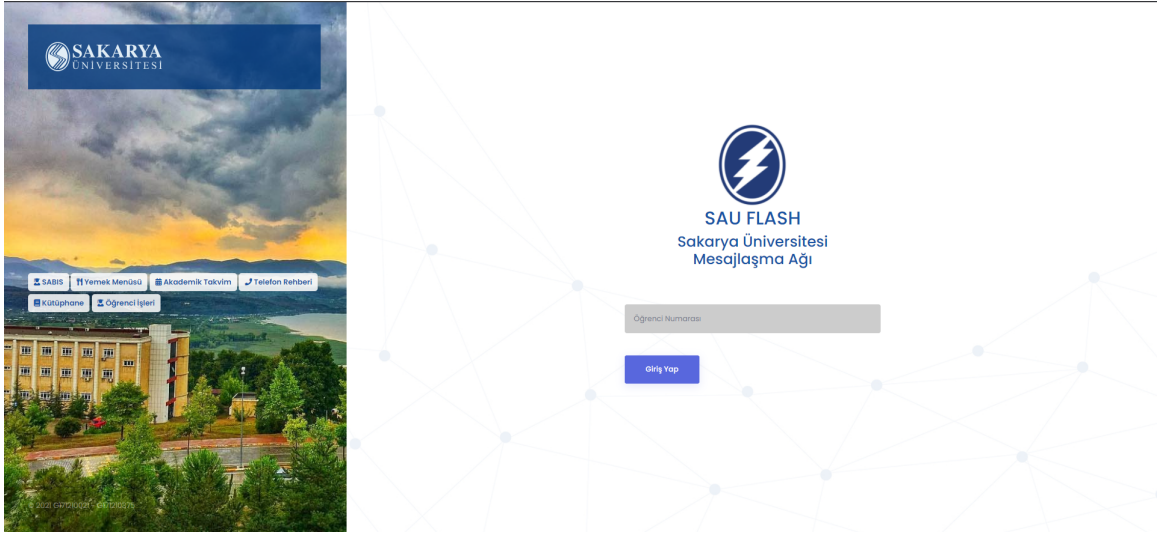 SAKARYA
ÜNİVERSİTESİ
SABIS
Yemek Menüsü
Akademik Takvim
Telefon Rehberi
Kütüphane
Öğrenci İşleri
© 2021
SAU FLASH
Sakarya Üniversitesi
Mesajlaşma Ağı
Öğrenci Numarası
Giriş Yap